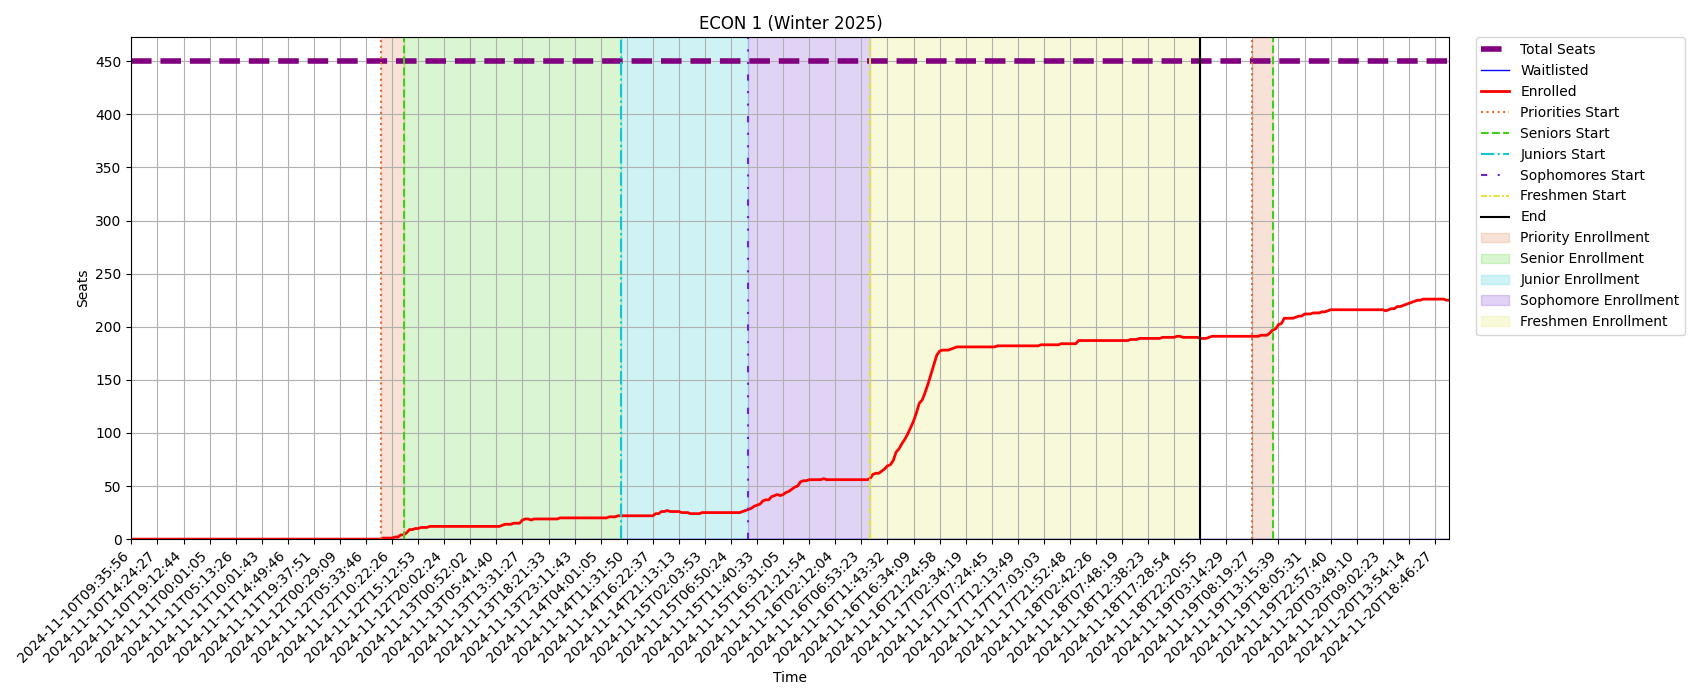 ECON 1 (Winter 2025)
Seats
450
400
350
300
250
200
150
100
50
0
2024-11-10T09:35:56
2024-11-10T14:24:27
2024-11-10T19:12:44
2024-11-11T00:01:05
2024-11-11T05:13:26
2024-11-11T10:01:43
2024-11-11T14:49:46
2024-11-11T19:37:51
2024-11-12T00:29:09
2024-11-12T05:33:46
2024-11-12T10:22:26
2024-11-12T15:12:53
2024-11-12T20:02:24
2024-11-13T00:52:02
2024-11-13T05:41:40
2024-11-13T13:31:27
2024-11-13T18:21:33
2024-11-13T23:11:43
2024-11-14T04:01:05
2024-11-14T11:31:50
2024-11-14T16:22:37
2024-11-14T21:13:13
2024-11-15T02:03:53
2024-11-15T06:50:24
2024-11-15T11:40:33
2024-11-15T16:31:05
2024-11-15T21:21:54
2024-11-16T02:12:04
2024-11-16T06:53:23
2024-11-16T11:43:32
2024-11-16T16:34:09
2024-11-16T21:24:58
2024-11-17T02:34:19
2024-11-17T07:24:45
2024-11-17T12:13:49
2024-11-17T17:03:03
2024-11-17T21:52:48
2024-11-18T02:42:26
2024-11-18T07:48:19
2024-11-18T12:38:23
2024-11-18T17:28:54
2024-11-18T22:20:55
2024-11-19T03:14:29
2024-11-19T08:19:27
2024-11-19T13:15:39
2024-11-19T18:05:31
2024-11-19T22:57:40
2024-11-20T03:49:10
2024-11-20T09:02:23
2024-11-20T13:54:14
2024-11-20T18:46:27
Time
Total Seats
Waitlisted
Enrolled
Priorities Start
Seniors Start
Juniors Start
Sophomores Start
Freshmen Start
End
Priority Enrollment
Senior Enrollment
Junior Enrollment
Sophomore Enrollment
Freshmen Enrollment